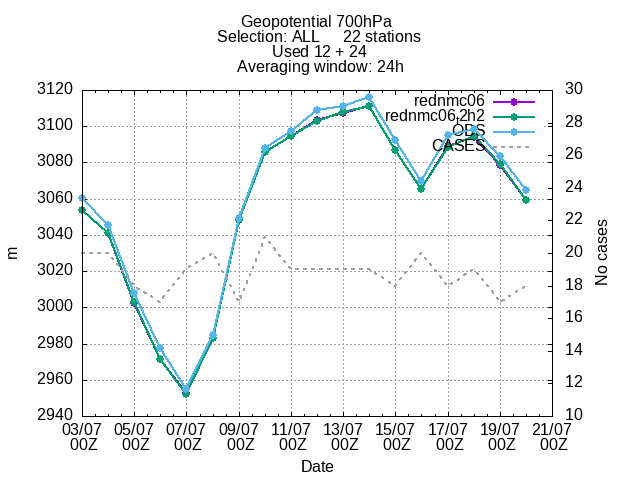 Geopotential 700hPa
Selection: ALL 22 stations
Used 12 + 24
Averaging window: 24h
rednmc06
rednmc06,2h2
OBS
CASES
3120
3100
3080
3060
3040
3020
3000
2980
2960
2940
m
30
28
26
24
22
20
18
16
14
12
10
No cases
03/07 05/07 07/07 09/07 11/07 13/07 15/07 17/07 19/07 21/07
00Z 00Z 00Z 00Z 00Z 00Z 00Z 00Z 00Z 00Z
Date